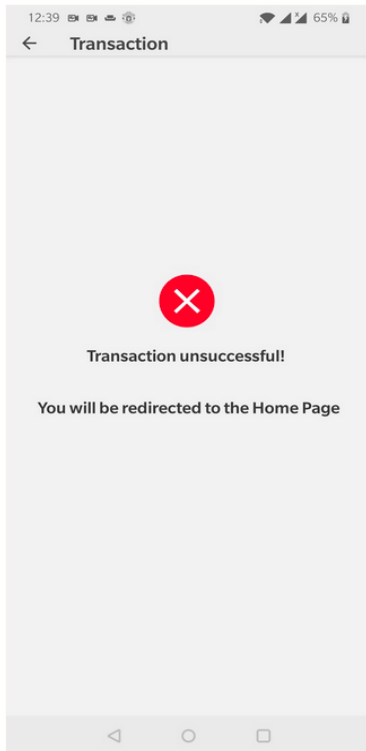 12:39 65%
Transaction
Transaction unsuccessful!
You will be redirected to the Home Page